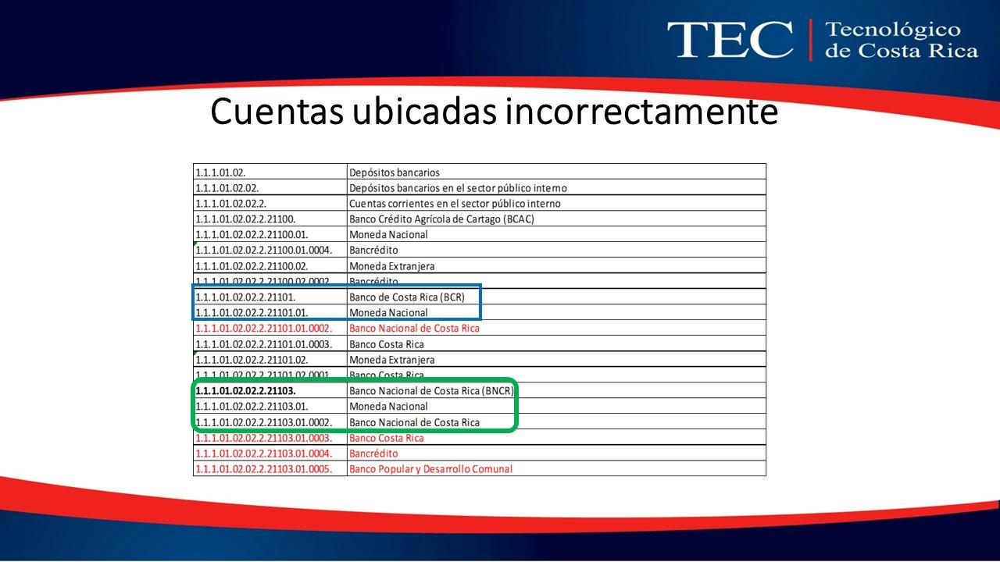 TEC | Tecnológico
de Costa Rica
Cuentas ubicadas incorrectamente
1.1.1.01.02. Depósitos bancarios
1.1.1.01.02.02. Depósitos bancarios en el sector público interno
1.1.1.01.02.02.2. Cuentas corrientes en el sector público interno
1.1.1.01.02.02.2.21100. Banco Crédito Agrícola de Cartago (BCAC)
1.1.1.01.02.02.2.21100.01. Moneda Nacional
1.1.1.01.02.02.2.21100.01.0004. Bancrédito
1.1.1.01.02.02.2.21100.02. Moneda Extranjera
1.1.1.01.02.02.2.21100.02.0002. Bancrédito
1.1.1.01.02.02.2.21101. Banco de Costa Rica (BCR)
1.1.1.01.02.02.2.21101.01. Moneda Nacional
1.1.1.01.02.02.2.21101.01.0002. Banco Nacional de Costa Rica
1.1.1.01.02.02.2.21101.01.0003. Banco Costa Rica
1.1.1.01.02.02.2.21101.02. Moneda Extranjera
1.1.1.01.02.02.2.21101.02.0001. Banco Costa Rica
1.1.1.01.02.02.2.21103. Banco Nacional de Costa Rica (BNCR)
1.1.1.01.02.02.2.21103.01. Moneda Nacional
1.1.1.01.02.02.2.21103.01.0002. Banco Nacional de Costa Rica
1.1.1.01.02.02.2.21103.01.0003. Banco Costa Rica
1.1.1.01.02.02.2.21103.01.0004. Bancrédito
1.1.1.01.02.02.2.21103.01.0005. Banco Popular y Desarrollo Comunal